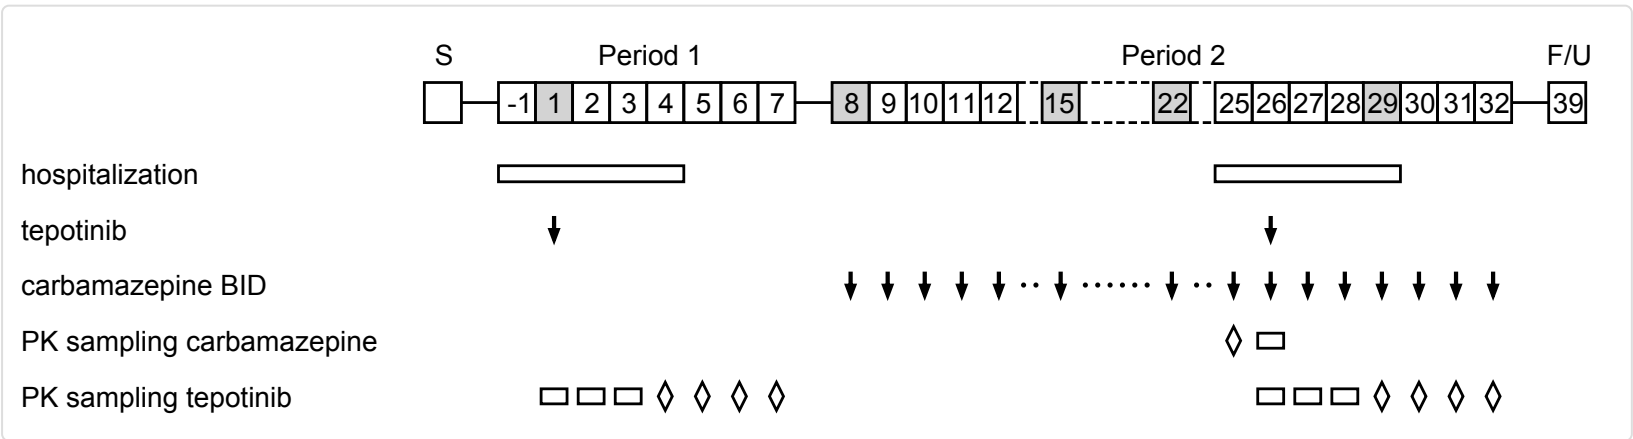 S Period 1 Period 2 F/U
-1 1 2 3 4 5 6 7 8 9 10 11 12 15 22 25 26 27 28 29 30 31 32 39
hospitalization
tepotinib
carbamazepine BID
PK sampling carbamazepine
PK sampling tepotinib